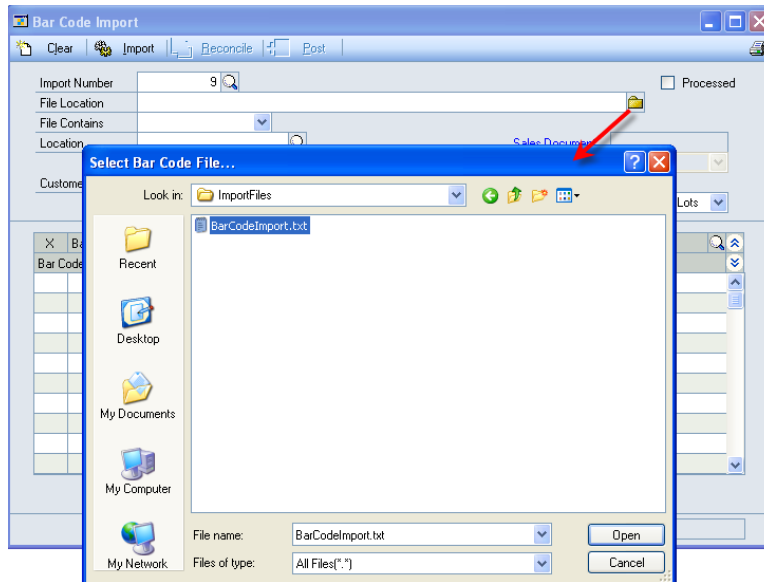 Bar Code Import
Clear Import Reconcile Post
Import Number 9 Processed
File Location
File Contains
Location Sales Document
Select Bar Code File...
Custome
Look in: ImportFiles
Lots
BarCodeImport.txt
X Ba
Bar Code
Recent
Desktop
My Documents
My Computer
My Network
File name: BarCodeImport.txt Open
Files of type: All Files(*.*) Cancel